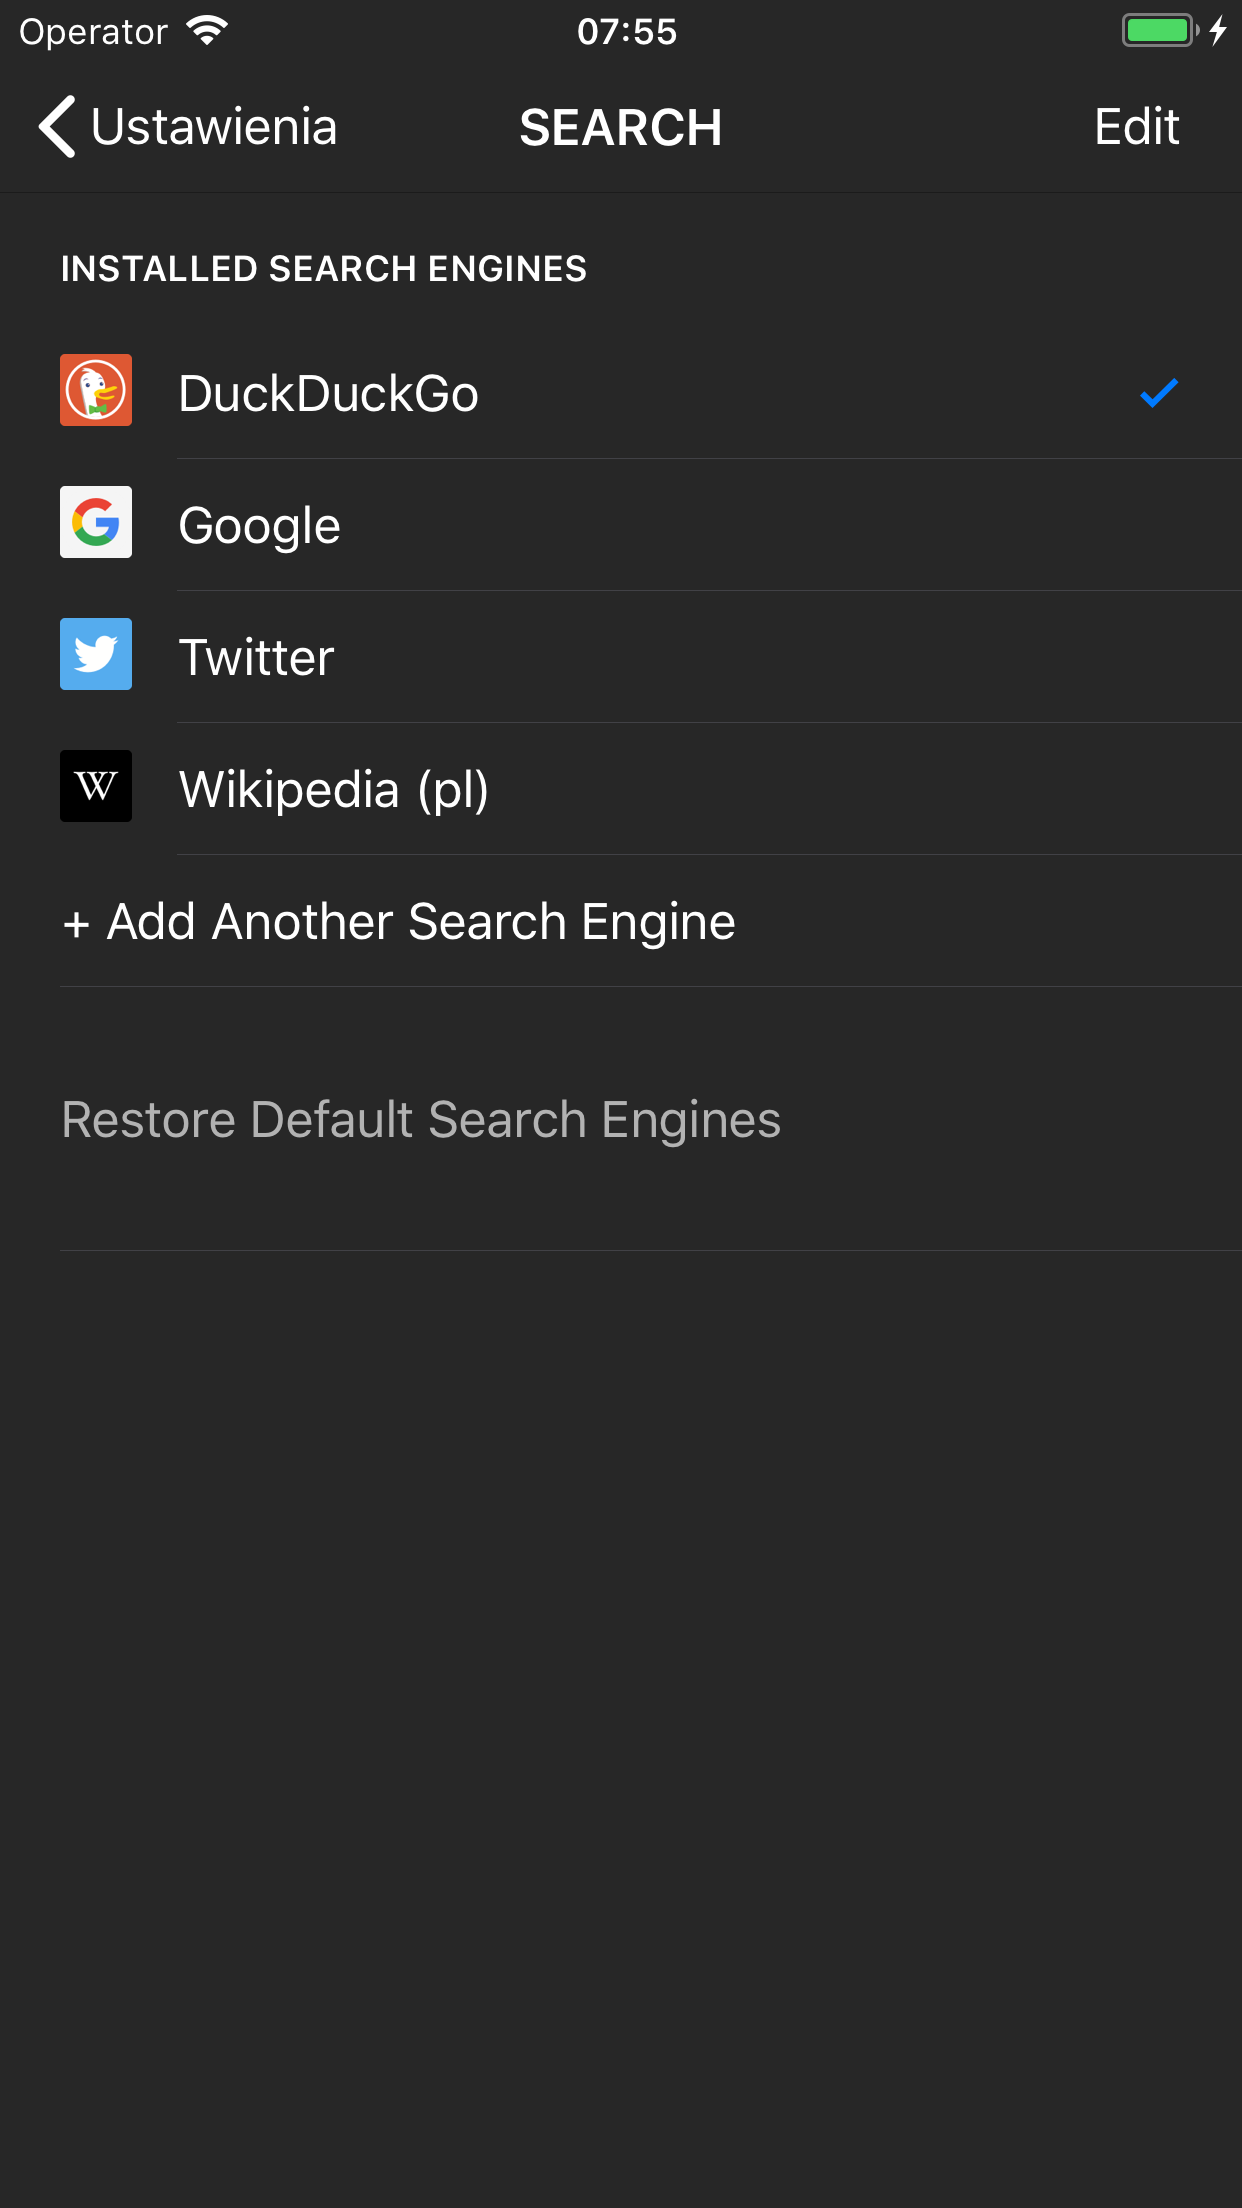 Operator 07:55
Ustawienia SEARCH Edit
INSTALLED SEARCH ENGINES
DuckDuckGo
Google
Twitter
W Wikipedia (pl)
+ Add Another Search Engine
Restore Default Search Engines